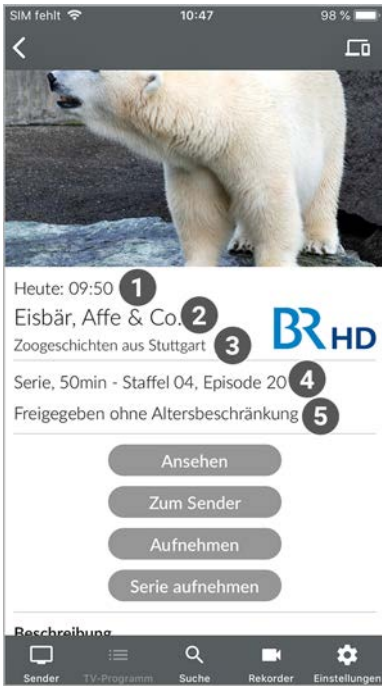 SIM fehlt 10:47 98 %
Heute: 09:50 1
Eisbär, Affe & Co. 2
Zoogeschichten aus Stuttgart 3
BR HD
Serie, 50min - Staffel 04, Episode 20 4
Freigegeben ohne Altersbeschränkung 5
Ansehen
Zum Sender
Aufnehmen
Serie aufnehmen
Beschreibung
Sender TV-Programm Suche Rekorder Einstellungen